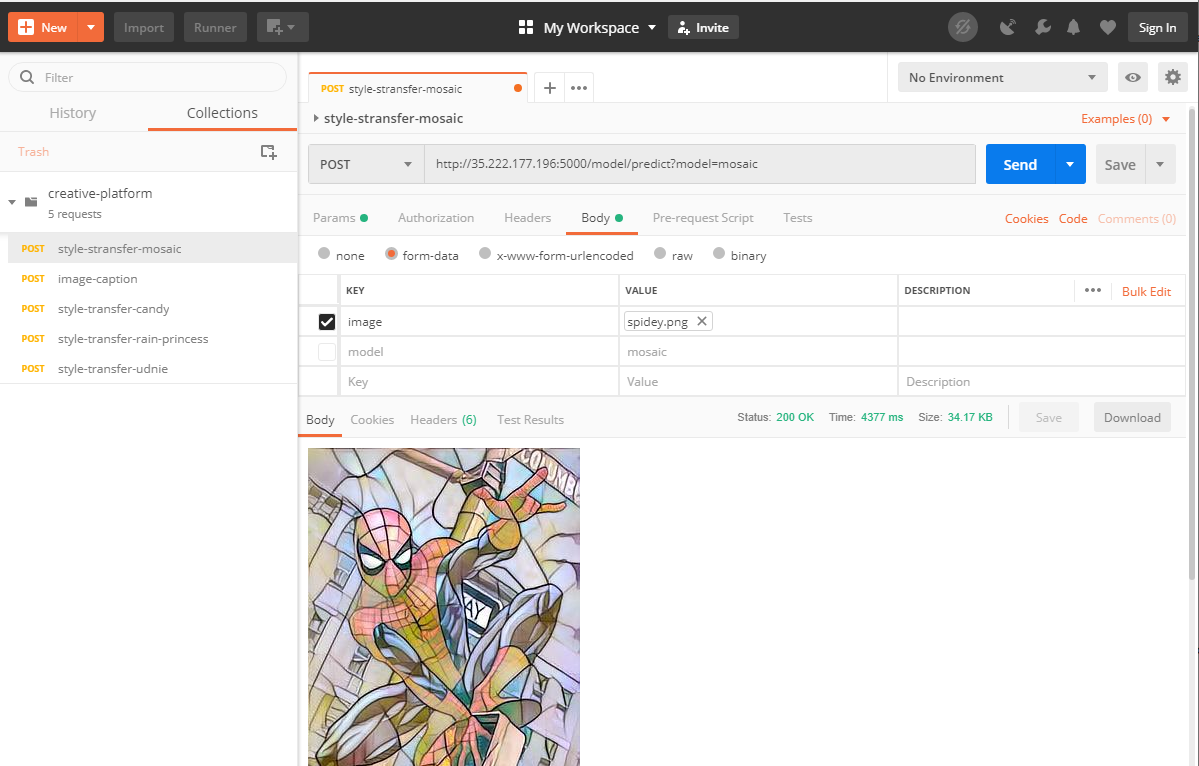 New Import Runner My Workspace Invite Sign In
Filter
History Collections
Trash
creative-platform
5 requests
POST style-stransfer-mosaic
POST image-caption
POST style-transfer-candy
POST style-transfer-rain-princess
POST style-transfer-udnie
POST style-stransfer-mosaic
No Environment
style-stransfer-mosaic Examples (0)
POST http://35.222.177.196:5000/model/predict?model=mosaic Send Save
Params Authorization Headers Body Pre-request Script Tests Cookies Code Comments (0)
none form-data x-www-form-urlencoded raw binary
KEY VALUE DESCRIPTION Bulk Edit
image spidey.png
model mosaic
Key Value Description
Body Cookies Headers (6) Test Results Status: 200 OK Time: 4377 ms Size: 34.17 KB Save Download
COLUMB
AY